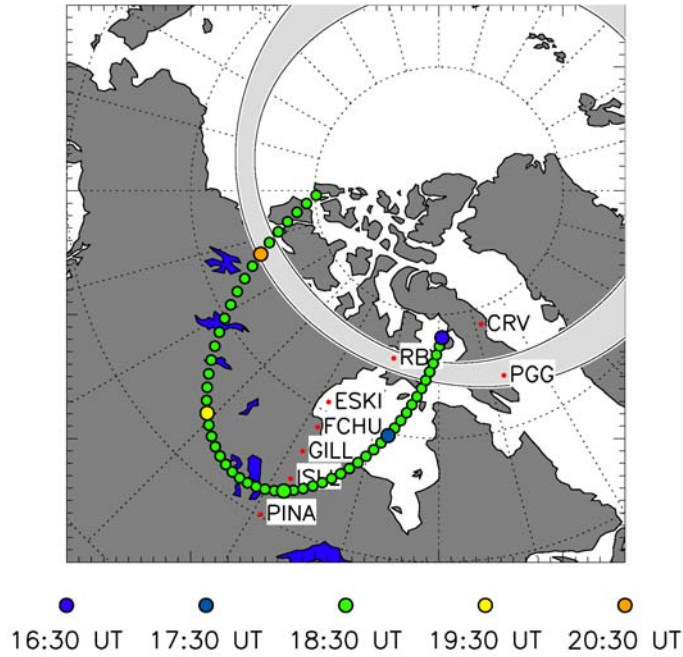 CRV
RB
PGG
ESKI
FCHU
GILL
ISLL
PINA
16:30 UT 17:30 UT 18:30 UT 19:30 UT 20:30 UT